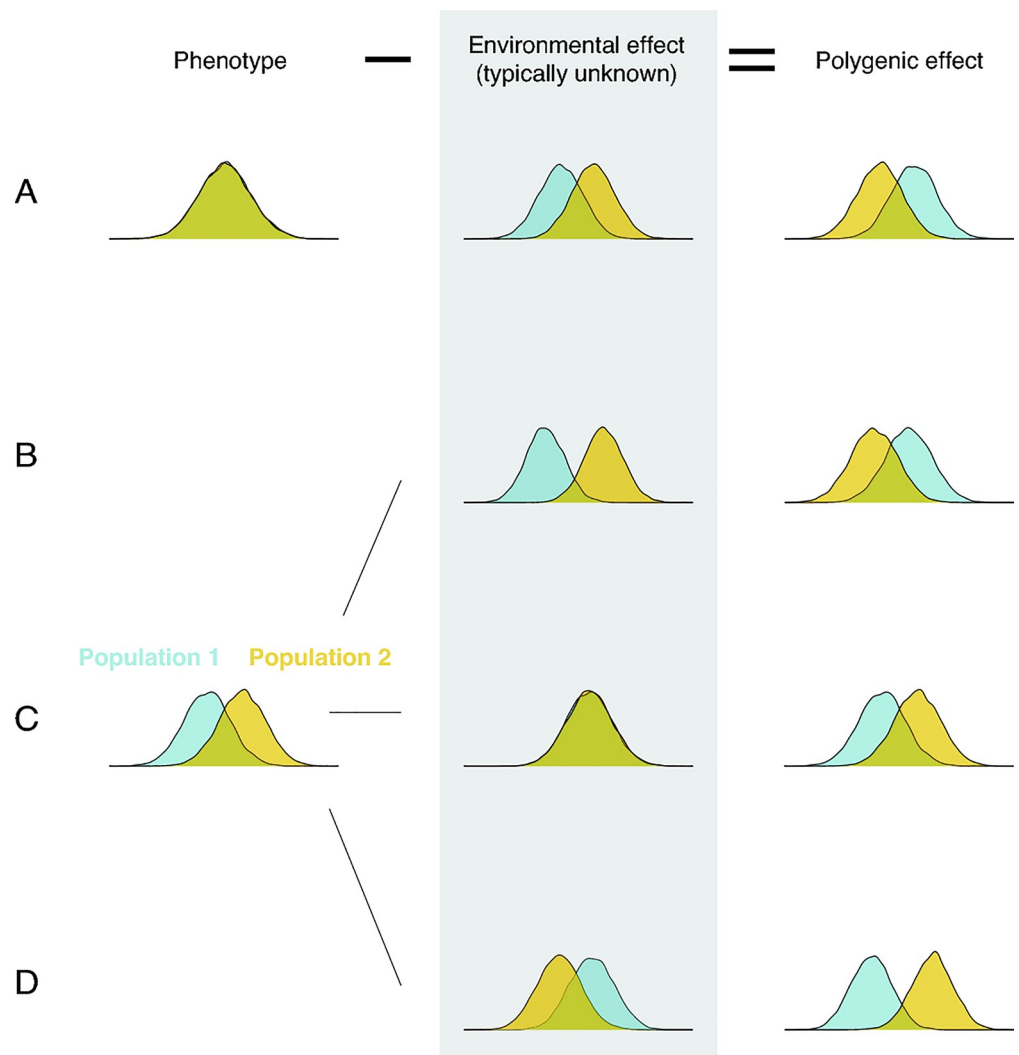 Phenotype
Environmental effect
(typically unknown)
Polygenic effect
A
B
Population 1 Population 2
C
D